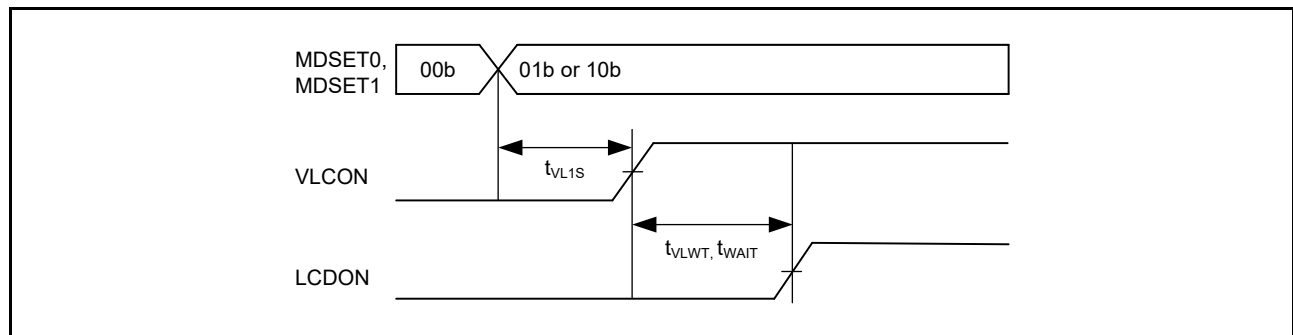 MDSET0,
MDSET1
00b
01b or 10b
tVL1S
VLCON
tVLWT, tWAIT
LCDON